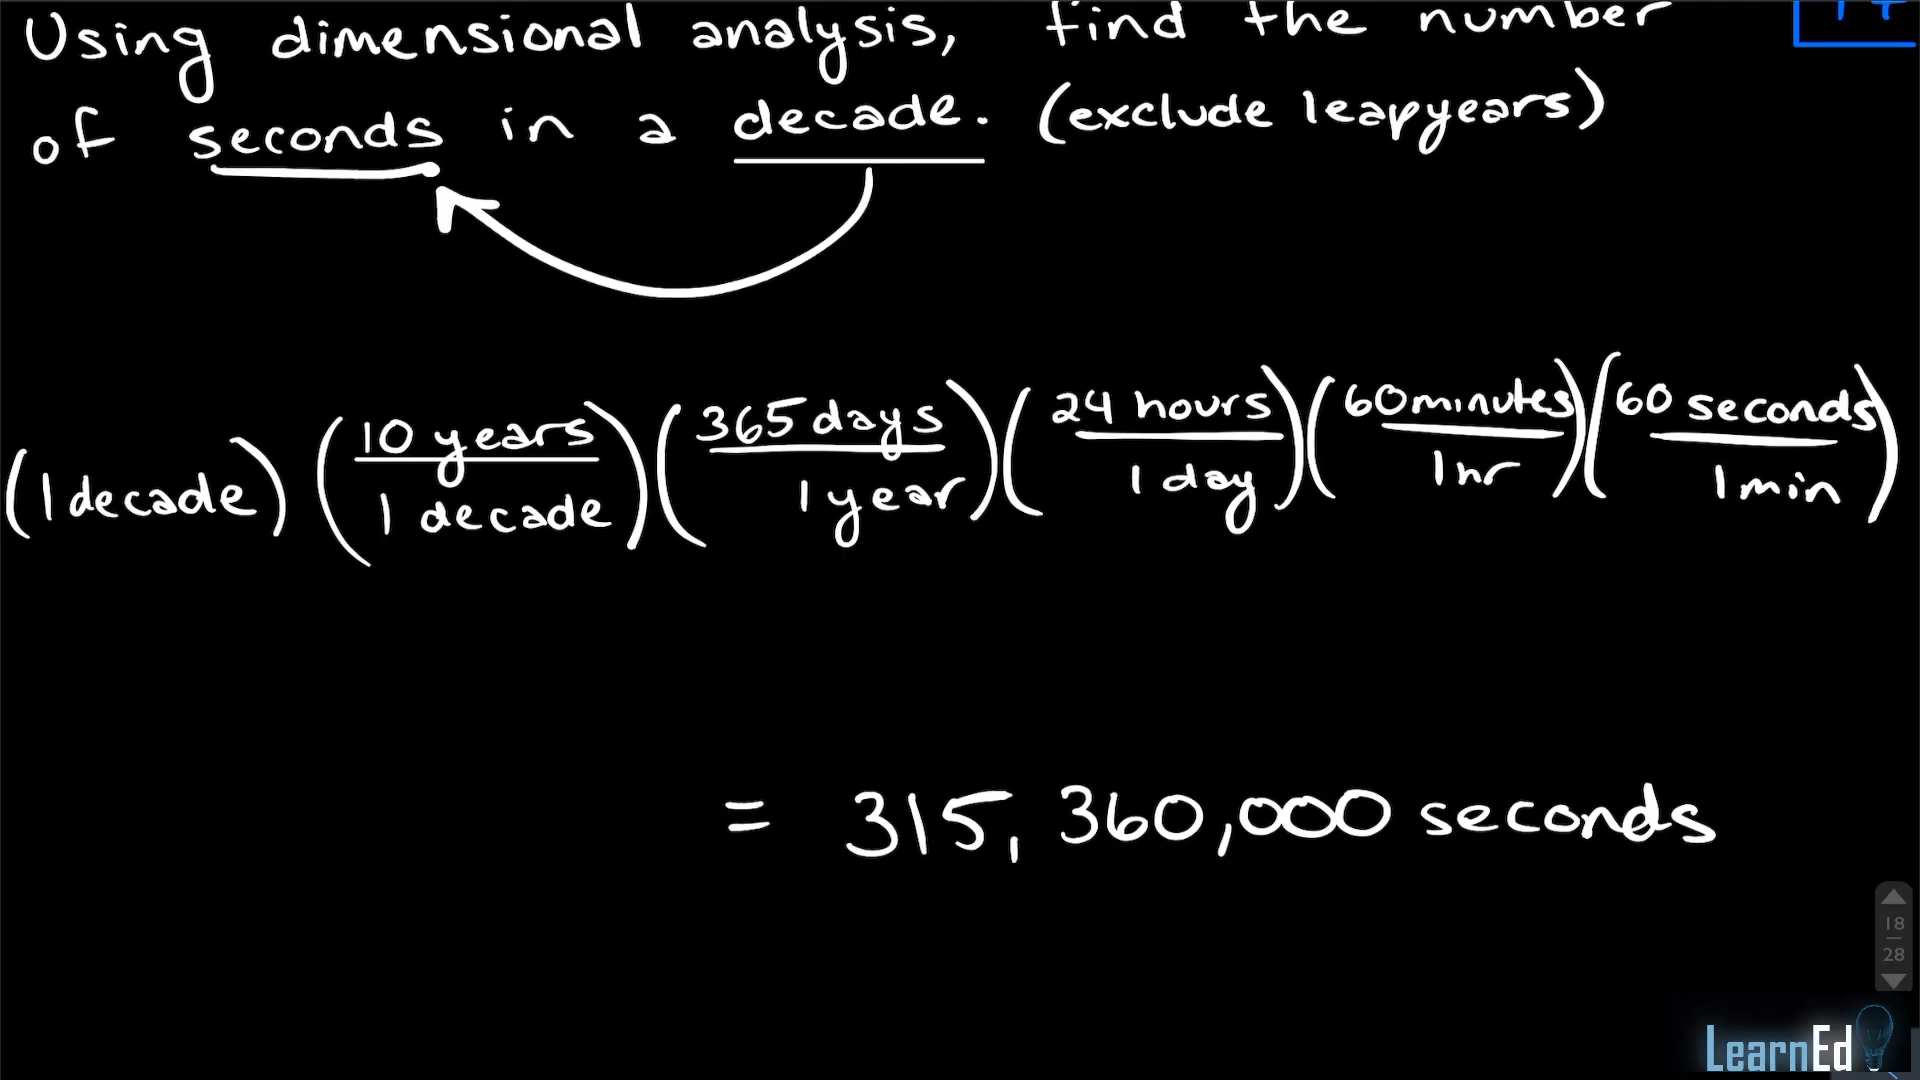 Using dimensional analysis, find the number
of seconds in a decade. (exclude leapyears)
(1 decade) (10 years / 1 decade) (365 days / 1 year) (24 hours / 1 day) (60 minutes / 1 hr) (60 seconds / 1 min)
= 315,360,000 seconds
18
28
LearnEd